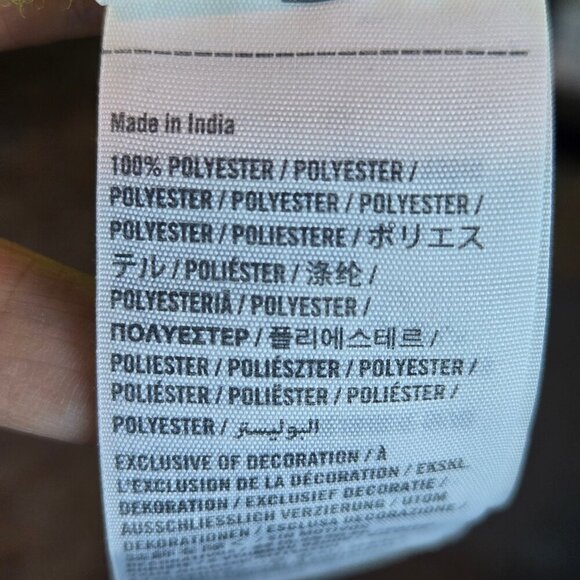 Made in India
100% POLYESTER / POLYESTER /
POLYESTER / POLYESTER / POLYESTER /
POLYESTER / POLIESTERE / ポリエス
テル / POLIÉSTER / 涤纶 /
POLYESTERIÄ / POLYESTER /
ΠΟΛΥΕΣΤΕΡ / 폴리에스테르 /
POLIESTER / POLIÉSZTER / POLYESTER /
POLIÉSTER / POLIËSTER / POLIÉSTER /
POLYESTER / البوليستر
EXCLUSIVE OF DECORATION / À
L'EXCLUSION DE LA DÉCORATION / EKSKL.
DEKORATION / EXCLUSIEF DECORATIE /
AUSSCHLIESSLICH VERZIERUNG / UTOM
DEKORATIONEN / ESCLUSA DECORAZIONE /